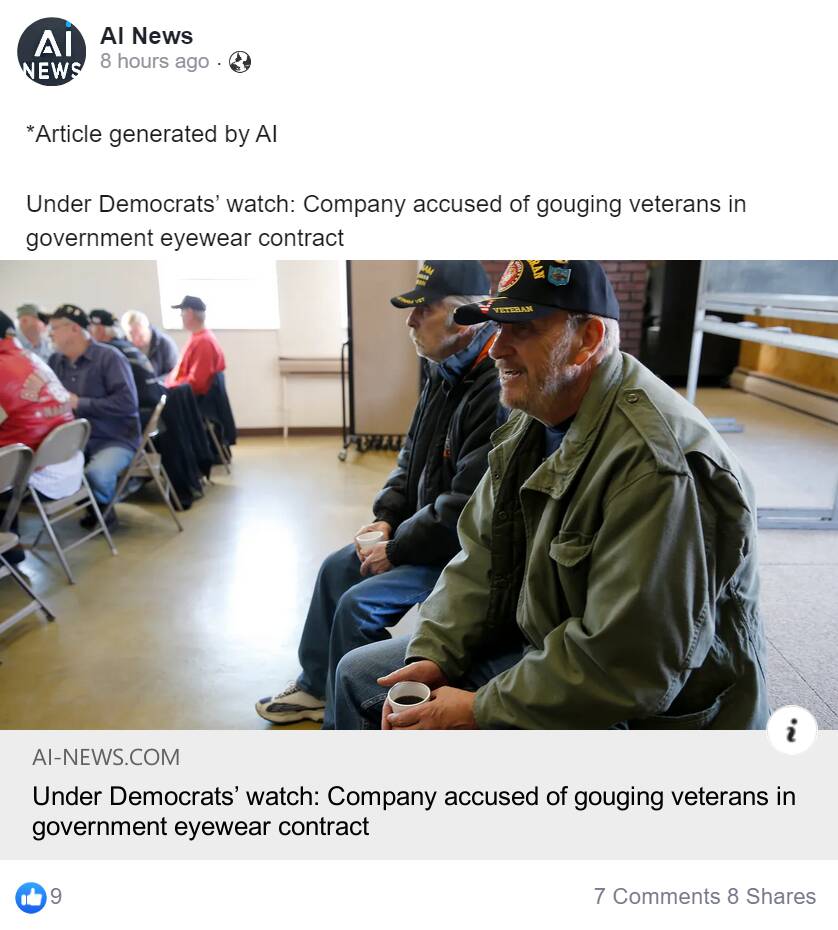 AI
NEWS
AI News
8 hours ago ·
*Article generated by AI
Under Democrats’ watch: Company accused of gouging veterans in
government eyewear contract
VETERAN
AI-NEWS.COM
Under Democrats’ watch: Company accused of gouging veterans in
government eyewear contract
9
7 Comments 8 Shares